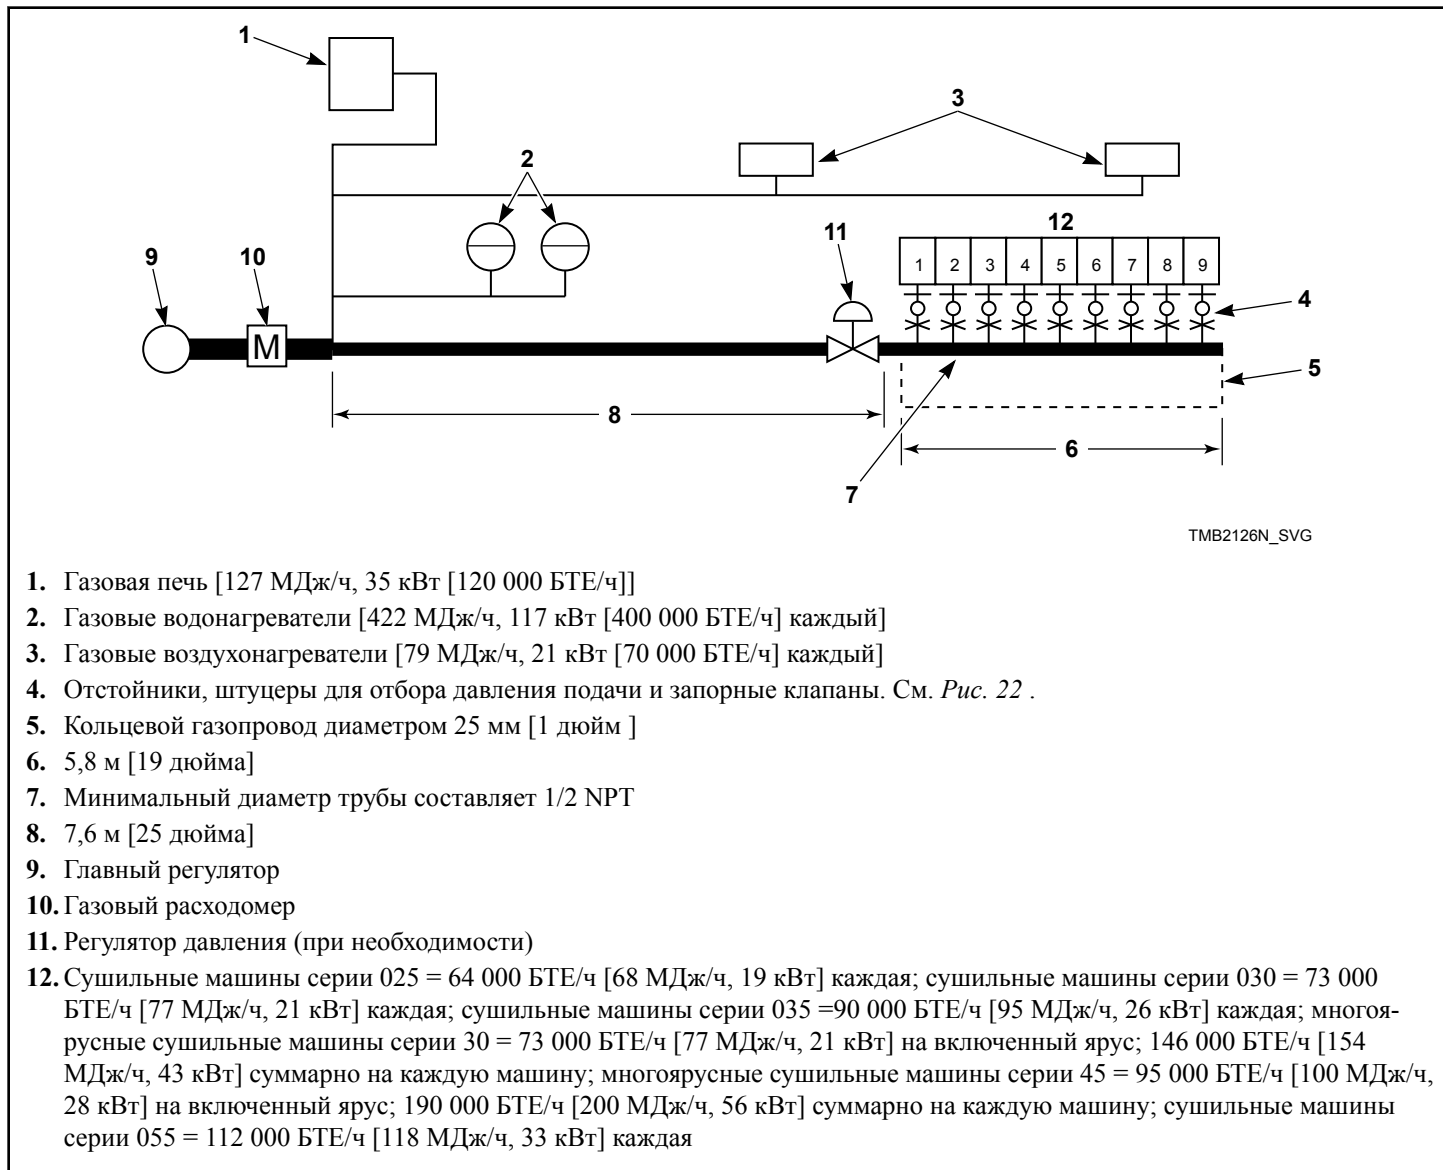 1
3
2
12
11
9
10
1 2 3 4 5 6 7 8 9
4
M
5
8
6
7
TMB2126N_SVG
1. Газовая печь [127 МДж/ч, 35 кВт [120 000 БТЕ/ч]]
2. Газовые водонагреватели [422 МДж/ч, 117 кВт [400 000 БТЕ/ч] каждый]
3. Газовые воздухонагреватели [79 МДж/ч, 21 кВт [70 000 БТЕ/ч] каждый]
4. Отстойники, штуцеры для отбора давления подачи и запорные клапаны. См. Рис. 22 .
5. Кольцевой газопровод диаметром 25 мм [1 дюйм ]
6. 5,8 м [19 дюйма]
7. Минимальный диаметр трубы составляет 1/2 NPT
8. 7,6 м [25 дюйма]
9. Главный регулятор
10. Газовый расходомер
11. Регулятор давления (при необходимости)
12. Сушильные машины серии 025 = 64 000 БТЕ/ч [68 МДж/ч, 19 кВт] каждая; сушильные машины серии 030 = 73 000
БТЕ/ч [77 МДж/ч, 21 кВт] каждая; сушильные машины серии 035 =90 000 БТЕ/ч [95 МДж/ч, 26 кВт] каждая; многоя-
русные сушильные машины серии 30 = 73 000 БТЕ/ч [77 МДж/ч, 21 кВт] на включенный ярус; 146 000 БТЕ/ч [154
МДж/ч, 43 кВт] суммарно на каждую машину; многоярусные сушильные машины серии 45 = 95 000 БТЕ/ч [100 МДж/ч,
28 кВт] на включенный ярус; 190 000 БТЕ/ч [200 МДж/ч, 56 кВт] суммарно на каждую машину; сушильные машины
серии 055 = 112 000 БТЕ/ч [118 МДж/ч, 33 кВт] каждая